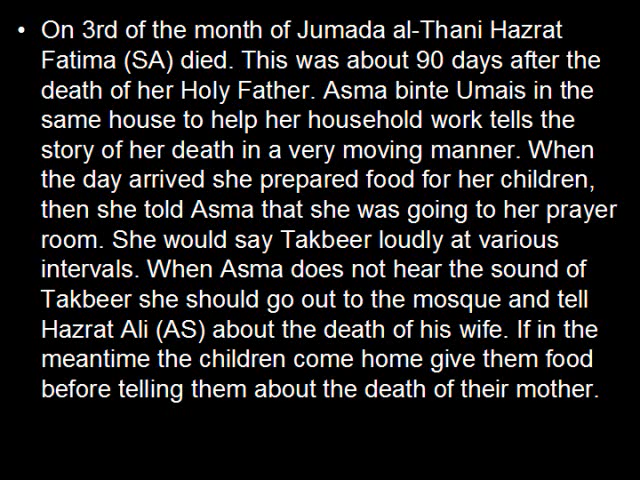 • On 3rd of the month of Jumada al-Thani Hazrat
Fatima (SA) died. This was about 90 days after the
death of her Holy Father. Asma binte Umais in the
same house to help her household work tells the
story of her death in a very moving manner. When
the day arrived she prepared food for her children,
then she told Asma that she was going to her prayer
room. She would say Takbeer loudly at various
intervals. When Asma does not hear the sound of
Takbeer she should go out to the mosque and tell
Hazrat Ali (AS) about the death of his wife. If in the
meantime the children come home give them food
before telling them about the death of their mother.